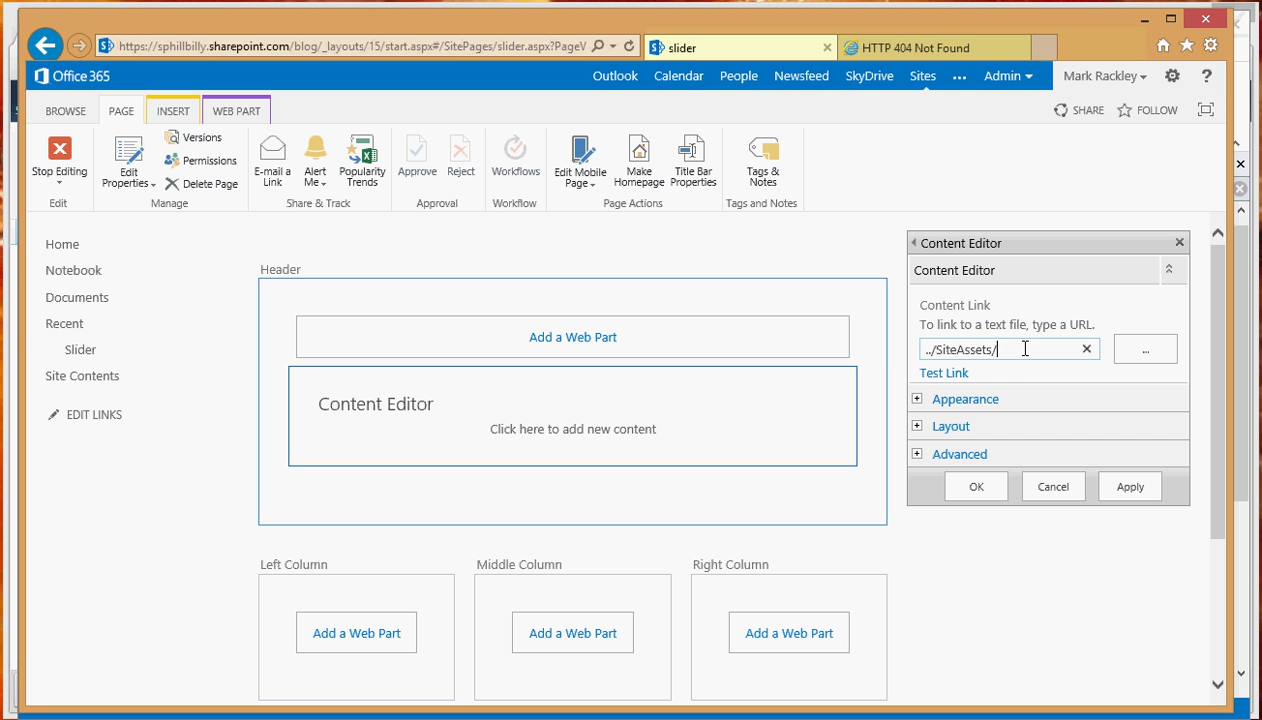 https://sphillbilly.sharepoint.com/blog/_layouts/15/start.aspx#/SitePages/slider.aspx?PageV
slider
HTTP 404 Not Found
Office 365
Outlook Calendar People Newsfeed SkyDrive Sites ... Admin
Mark Rackley
?
BROWSE PAGE INSERT WEB PART
SHARE FOLLOW
Stop Editing
Edit Properties
Versions
Permissions
Delete Page
E-mail a Link
Alert Me
Popularity Trends
Approve
Reject
Workflows
Edit Mobile Page
Make Homepage
Title Bar Properties
Tags & Notes
Edit Manage Share & Track Approval Workflow Page Actions Tags and Notes
Home
Notebook
Documents
Recent
Slider
Site Contents
EDIT LINKS
Header
Add a Web Part
Content Editor
Click here to add new content
Left Column Middle Column Right Column
Add a Web Part Add a Web Part Add a Web Part
Content Editor
Content Editor
Content Link
To link to a text file, type a URL.
../SiteAssets/
...
Test Link
Appearance
Layout
Advanced
OK Cancel Apply